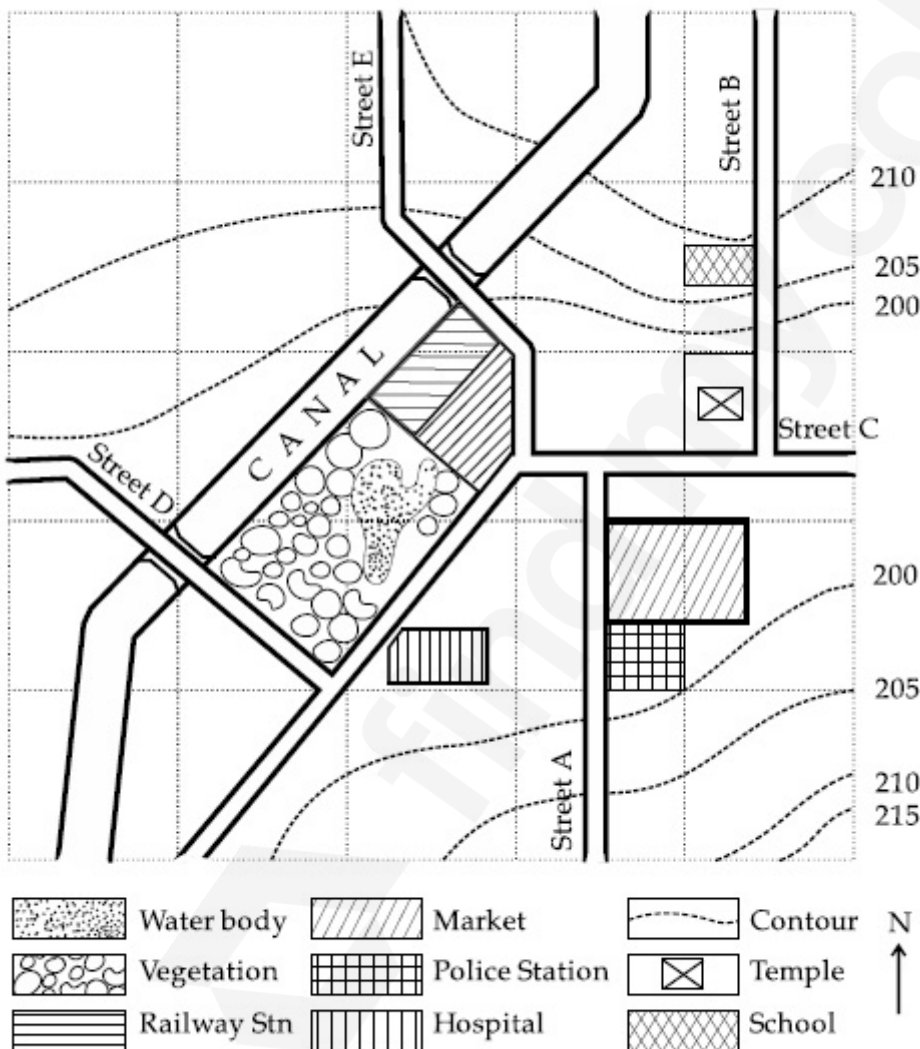 Street E
Street B
210
205
200
CANAL
Street C
Street D
200
205
210
215
Street A
Water body
Market
Contour
N
Vegetation
Police Station
Temple
Railway Stn
Hospital
School